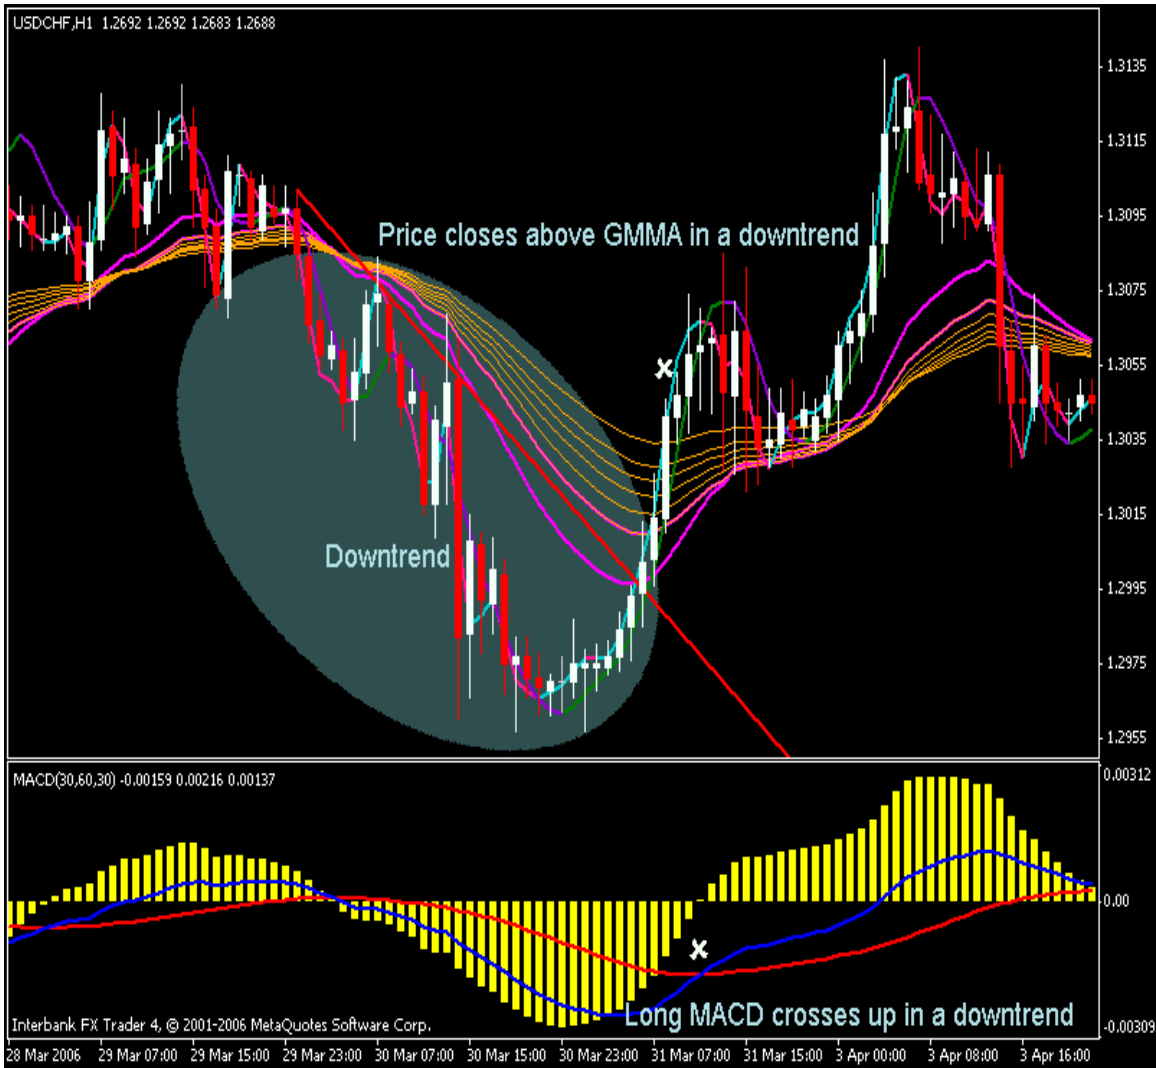 USDCHF,H1 1.2692 1.2692 1.2683 1.2688
1.3135
1.3115
1.3095
Price closes above GMMA in a downtrend
1.3075
x
1.3055
1.3035
1.3015
Downtrend
1.2995
1.2975
1.2955
MACD(30,60,30) -0.00159 0.00216 0.00137
0.00312
0.00
x
Long MACD crosses up in a downtrend
Interbank FX Trader 4, © 2001-2006 MetaQuotes Software Corp.
-0.00309
28 Mar 2006 29 Mar 07:00 29 Mar 15:00 29 Mar 23:00 30 Mar 07:00 30 Mar 15:00 30 Mar 23:00 31 Mar 07:00 31 Mar 15:00 3 Apr 00:00 3 Apr 08:00 3 Apr 16:00